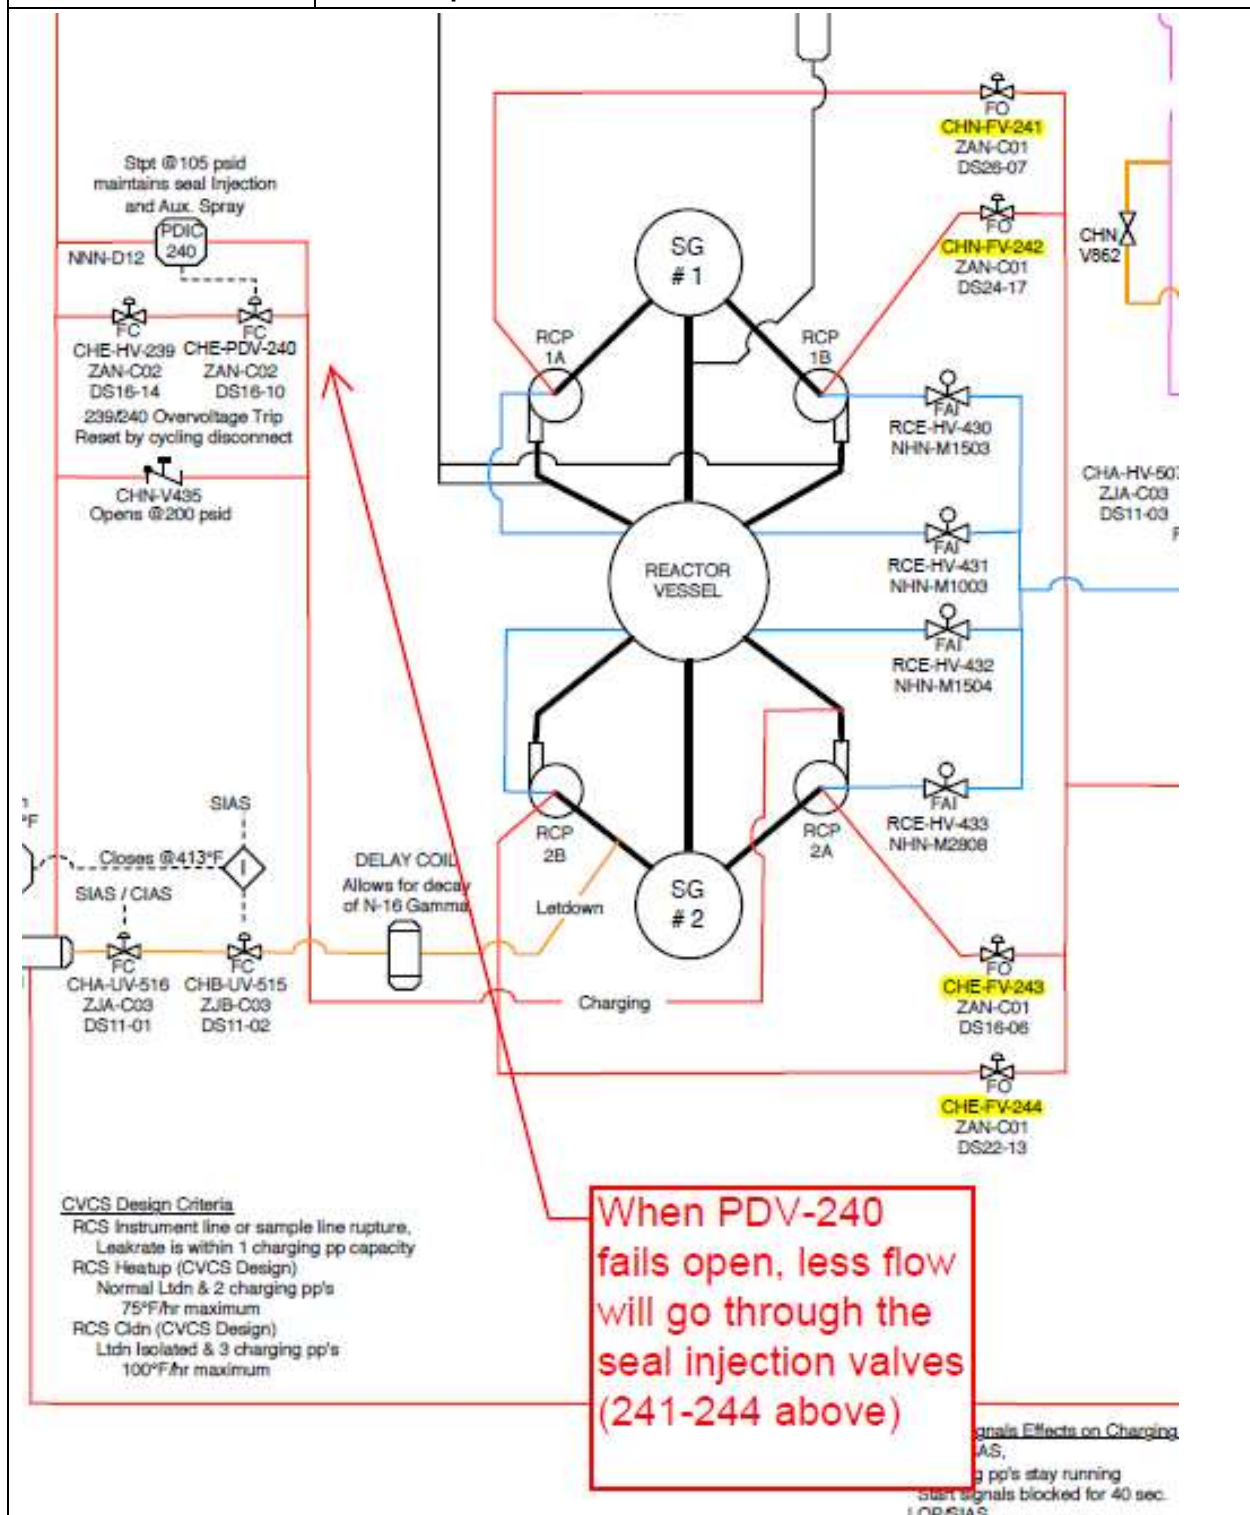 Stpt @105 psid
maintains seal Injection
and Aux. Spray
PDIC
240
NNN-D12
FC
CHE-HV-239
ZAN-C02
DS16-14
FC
CHE-PDV-240
ZAN-C02
DS16-10
239/240 Overvoltage Trip
Reset by cycling disconnect
CHN-V435
Opens @200 psid
SG
# 1
RCP
1A
RCP
1B
REACTOR
VESSEL
RCP
2B
RCP
2A
SG
# 2
FO
CHN-FV-241
ZAN-C01
DS26-07
FO
CHN-FV-242
ZAN-C01
DS24-17
CHN
V862
FAI
RCE-HV-430
NHN-M1503
FAI
RCE-HV-431
NHN-M1003
FAI
RCE-HV-432
NHN-M1504
FAI
RCE-HV-433
NHN-M2808
CHA-HV-507
ZJA-C03
DS11-03
F
SIAS
°F
Closes @413°F
SIAS / CIAS
FC
CHA-UV-516
ZJA-C03
DS11-01
FC
CHB-UV-515
ZJB-C03
DS11-02
I
DELAY COIL
Allows for decay
of N-16 Gamma
Letdown
Charging
FO
CHE-FV-243
ZAN-C01
DS16-06
FO
CHE-FV-244
ZAN-C01
DS22-13
CVCS Design Criteria
RCS Instrument line or sample line rupture,
Leakrate is within 1 charging pp capacity
RCS Heatup (CVCS Design)
Normal Ltdn & 2 charging pp's
75°F/hr maximum
RCS Cldn (CVCS Design)
Ltdn Isolated & 3 charging pp's
100°F/hr maximum
When PDV-240
fails open, less flow
will go through the
seal injection valves
(241-244 above)
gnals Effects on Charging
AS,
g pp's stay running
Start signals blocked for 40 sec.
LOP/SIAS